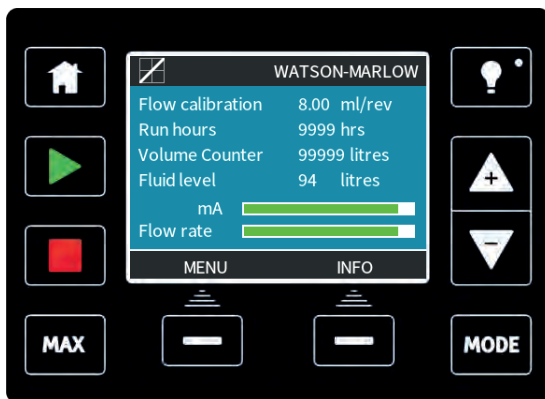 WATSON-MARLOW
Flow calibration 8.00 ml/rev
Run hours 9999 hrs
Volume Counter 99999 litres
Fluid level 94 litres
mA
Flow rate
MENU INFO
+
-
MAX MODE